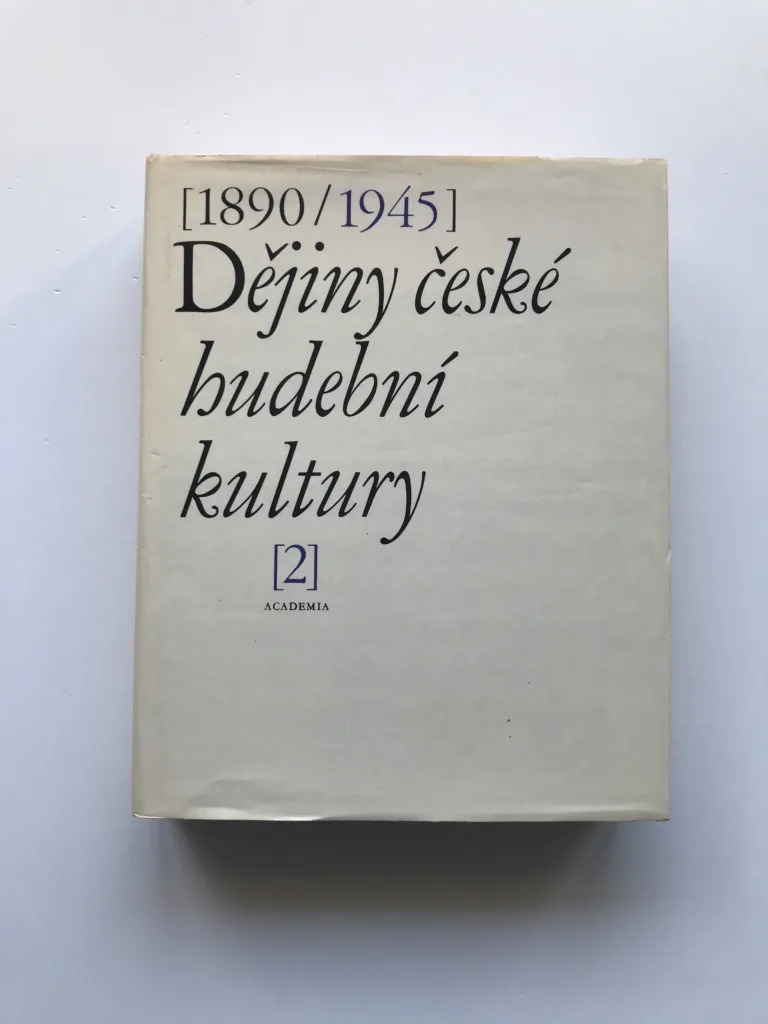 [1890/1945]
Dějiny české
hudební
kultury
[2]
ACADEMIA